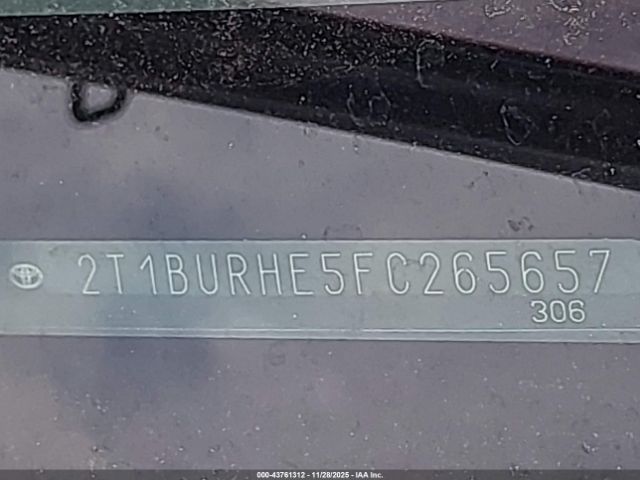 2T1BURHE5FC265657
306
000-43761312 - 11/28/2025 - IAA Inc.